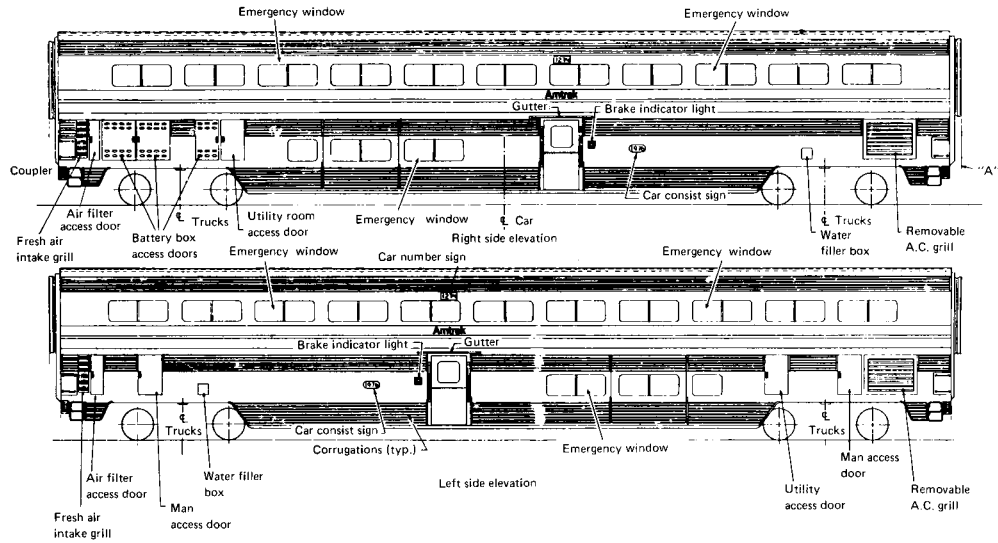 Emergency window
Emergency window
Amtrak
Gutter
Brake indicator light
Coupler
"A"
Car consist sign
Air filter
access door
℄
Trucks
Utility room
access door
Emergency window
℄ Car
℄ Trucks
Fresh air
intake grill
Battery box
access doors
Right side elevation
Water
filler box
Removable
A.C. grill
Emergency window
Car number sign
Emergency window
Amtrak
Brake indicator light
Gutter
℄
Trucks
Car consist sign
Corrugations (typ.)
Emergency window
℄
Trucks
Man access
door
Air filter
access door
Water filler
box
Left side elevation
Utility
access door
Removable
A.C. grill
Fresh air
intake grill
Man
access door